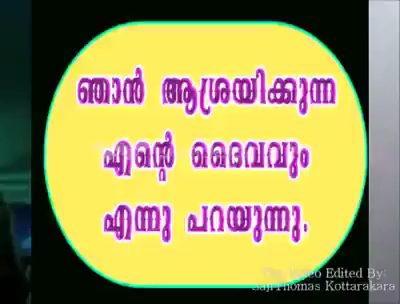 ഞാൻ ആശ്രയിക്കുന്ന
എന്റെ ദൈവവും
എന്നു പറയുന്നു.
The Video Edited By:
Saji Thomas Kottarakara